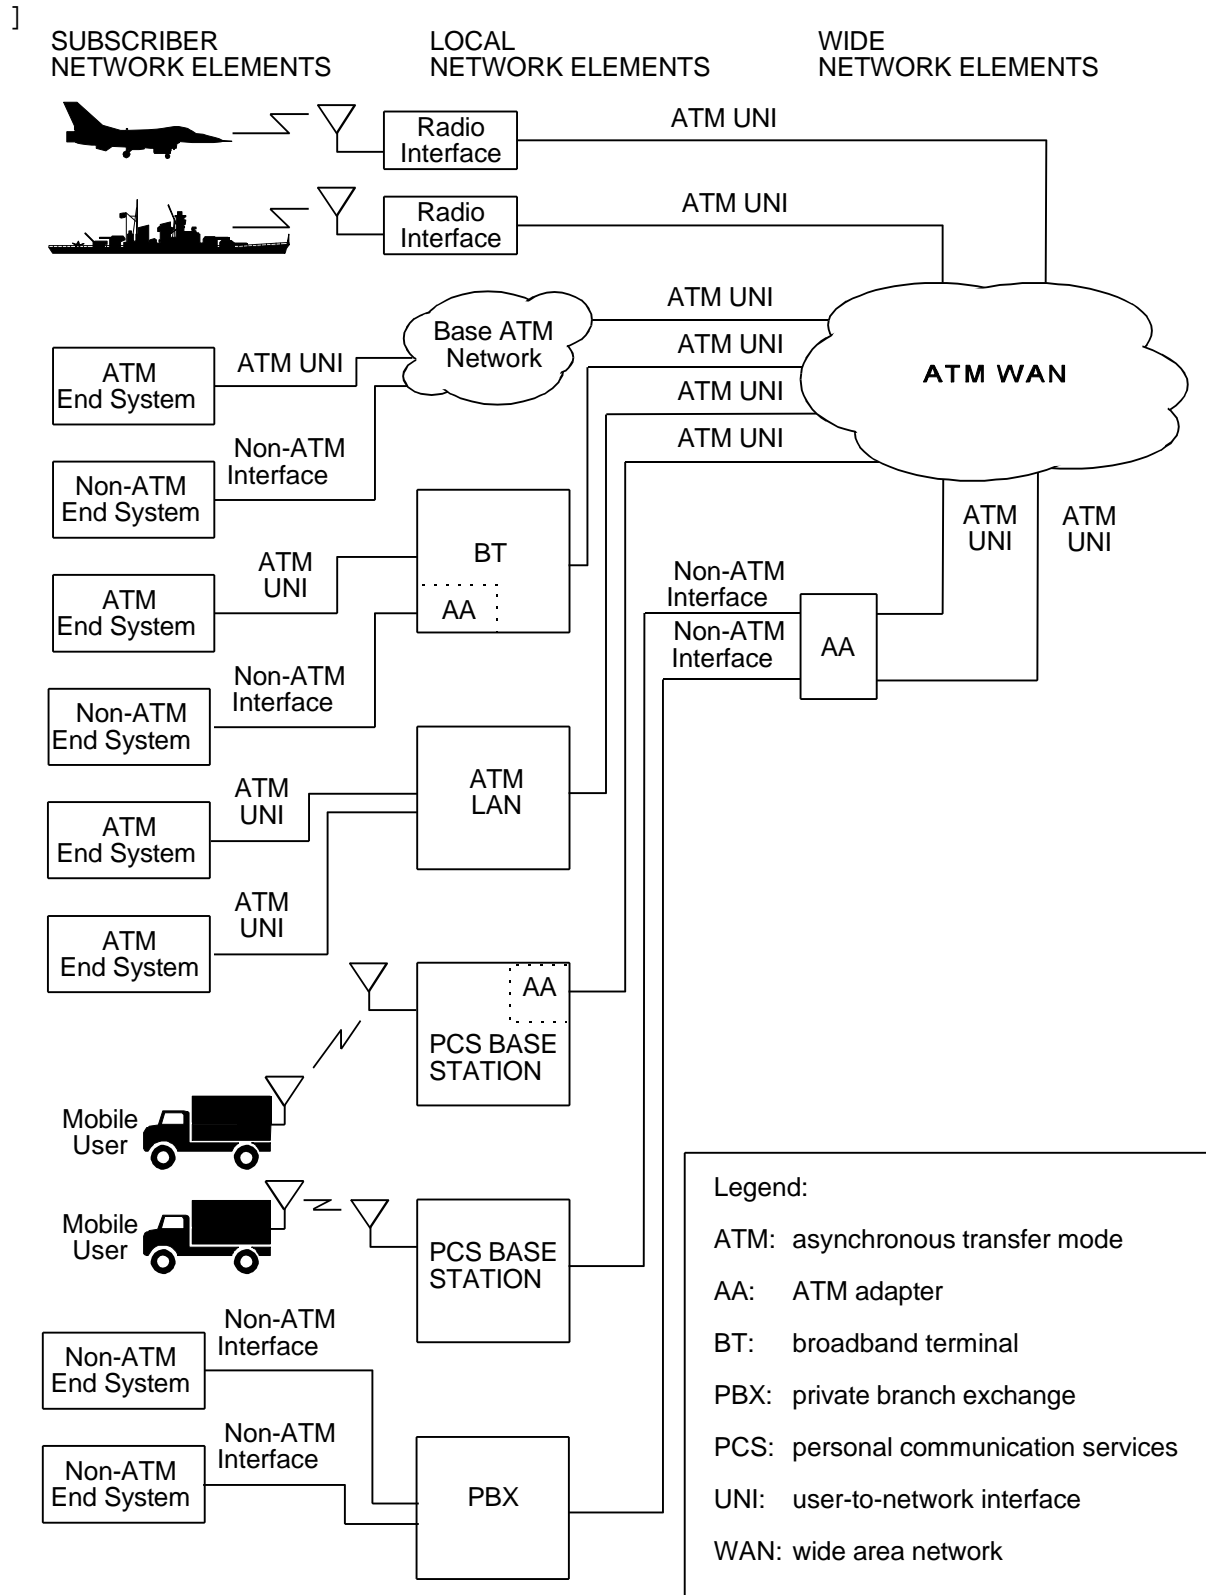 ]
SUBSCRIBER
NETWORK ELEMENTS
LOCAL
NETWORK ELEMENTS
WIDE
NETWORK ELEMENTS
Radio
Interface
ATM UNI
Radio
Interface
ATM UNI
Base ATM
Network
ATM UNI
ATM UNI
ATM UNI
ATM UNI
ATM WAN
ATM
End System
ATM UNI
Non-ATM
End System
Non-ATM
Interface
ATM
UNI
ATM
UNI
BT
AA
ATM
End System
ATM
UNI
Non-ATM
Interface
Non-ATM
Interface
AA
Non-ATM
End System
Non-ATM
Interface
ATM
LAN
ATM
End System
ATM
UNI
ATM
End System
ATM
UNI
AA
PCS BASE
STATION
Mobile
User
Mobile
User
PCS BASE
STATION
Non-ATM
End System
Non-ATM
Interface
Non-ATM
End System
Non-ATM
Interface
PBX
Legend:
ATM: asynchronous transfer mode
AA: ATM adapter
BT: broadband terminal
PBX: private branch exchange
PCS: personal communication services
UNI: user-to-network interface
WAN: wide area network